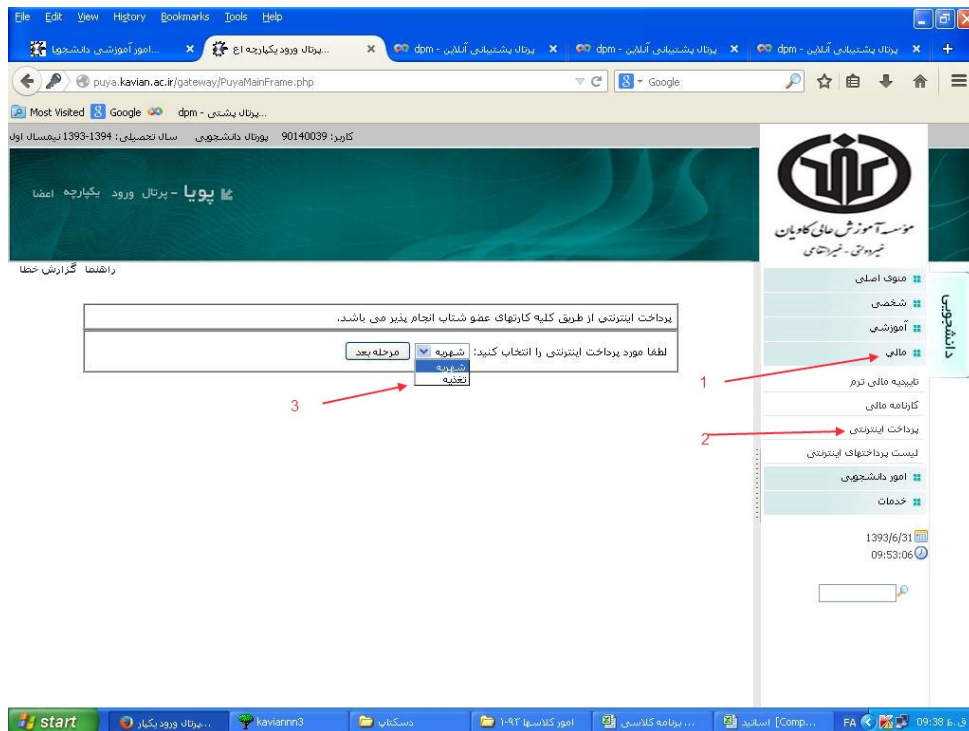 File Edit View History Bookmarks Tools Help
امور آموزشی دانشجویا...
پرتال ورود یکپارچه اع...
پرتال پشتیبانی آنلاین - dpm
پرتال پشتیبانی آنلاین - dpm
پرتال پشتیبانی آنلاین - dpm
puya.kavian.ac.ir/gateway/PuyaMainFrame.php
Google
Most Visited Google پرتال پشتی - dpm...
کاربر: 90140039 پورتال دانشجویی سال تحصیلی: 1394-1393 نیمسال اول
پویا - پرتال ورود یکپارچه اعضا
راهنما گزارش خطا
پرداخت اینترنتی از طریق کلیه کارتهای عضو شتاب انجام پذیر می باشد.
لطفا مورد پرداخت اینترنتی را انتخاب کنید: شهریه مرحله بعد
شهریه
تغذیه
3
1
2
مؤسسه آموزش عالی کاویان
غیردولتی - غیرانتفاعی
دانشجویی
منوی اصلی
شخصی
آموزشی
مالی
تاییدیه مالی ترم
کارنامه مالی
پرداخت اینترنتی
لیست پرداختهای اینترنتی
امور دانشجویی
خدمات
1393/6/31
09:53:06
start
پرتال ورود یکپار...
kaviannn3
دسکتاپ
امور کلاسها ۹۲-۱
برنامه کلاسی ...
اساتید [Comp...
FA
09:38 ق.ظ